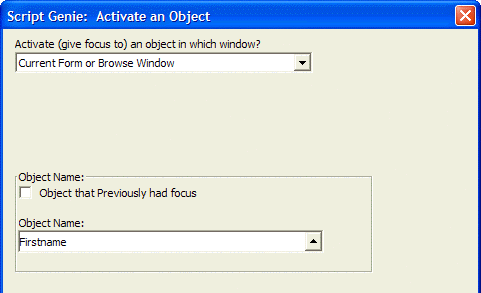 Script Genie:  Activate an Object
Activate (give focus to) an object in which window?
Current Form or Browse Window
Object Name:
Object that Previously had focus
Object Name:
Firstname